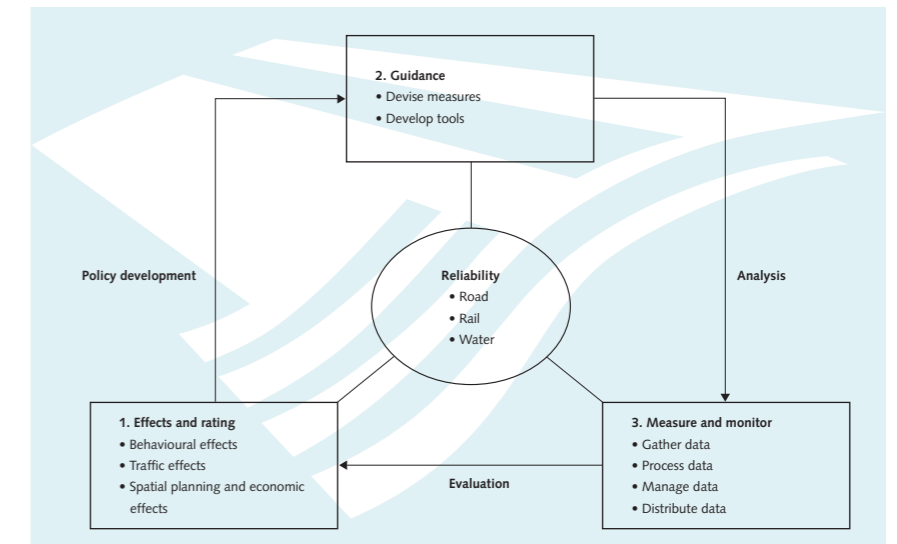 2. Guidance
• Devise measures
• Develop tools
Policy development
Reliability
• Road
• Rail
• Water
Analysis
1. Effects and rating
• Behavioural effects
• Traffic effects
• Spatial planning and economic
effects
Evaluation
3. Measure and monitor
• Gather data
• Process data
• Manage data
• Distribute data